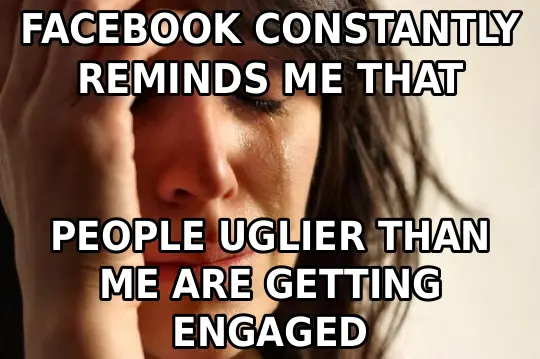 FACEBOOK CONSTANTLY
REMINDS ME THAT
PEOPLE UGLIER THAN
ME ARE GETTING
ENGAGED